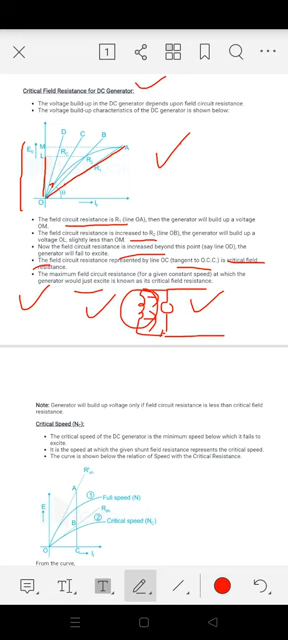 1
Critical Field Resistance for DC Generator:
• The voltage build-up in the DC generator depends upon field circuit resistance.
• The voltage build-up characteristics of the DC generator is shown below:
D
C
B
A
M
L
E₀
R꜀
R₂
R₁
θ
O
I_f
• The field circuit resistance is R₁ (line OA), then the generator will build up a voltage
OM.
• The field circuit resistance is increased to R₂ (line OB), the generator will build up a
voltage OL, slightly less than OM.
• Now the field circuit resistance is increased beyond this point (say line OD), the
generator will fail to excite.
• The field circuit resistance represented by line OC (tangent to O.C.C.) is critical field
resistance.
• The maximum field circuit resistance (for a given constant speed) at which the
generator would just excite is known as its critical field resistance.
Note: Generator will build up voltage only if field circuit resistance is less than critical field
resistance.
Critical Speed (N꜀):
• The critical speed of the DC generator is the minimum speed below which it fails to
excite.
• It is the speed at which the given shunt field resistance represents the critical speed.
• The curve is shown below the relation of Speed with the Critical Resistance.
A
1
Full speed (N)
E
2
B
Critical speed (N꜀)
O
C
I_f
From the curve,
T
T